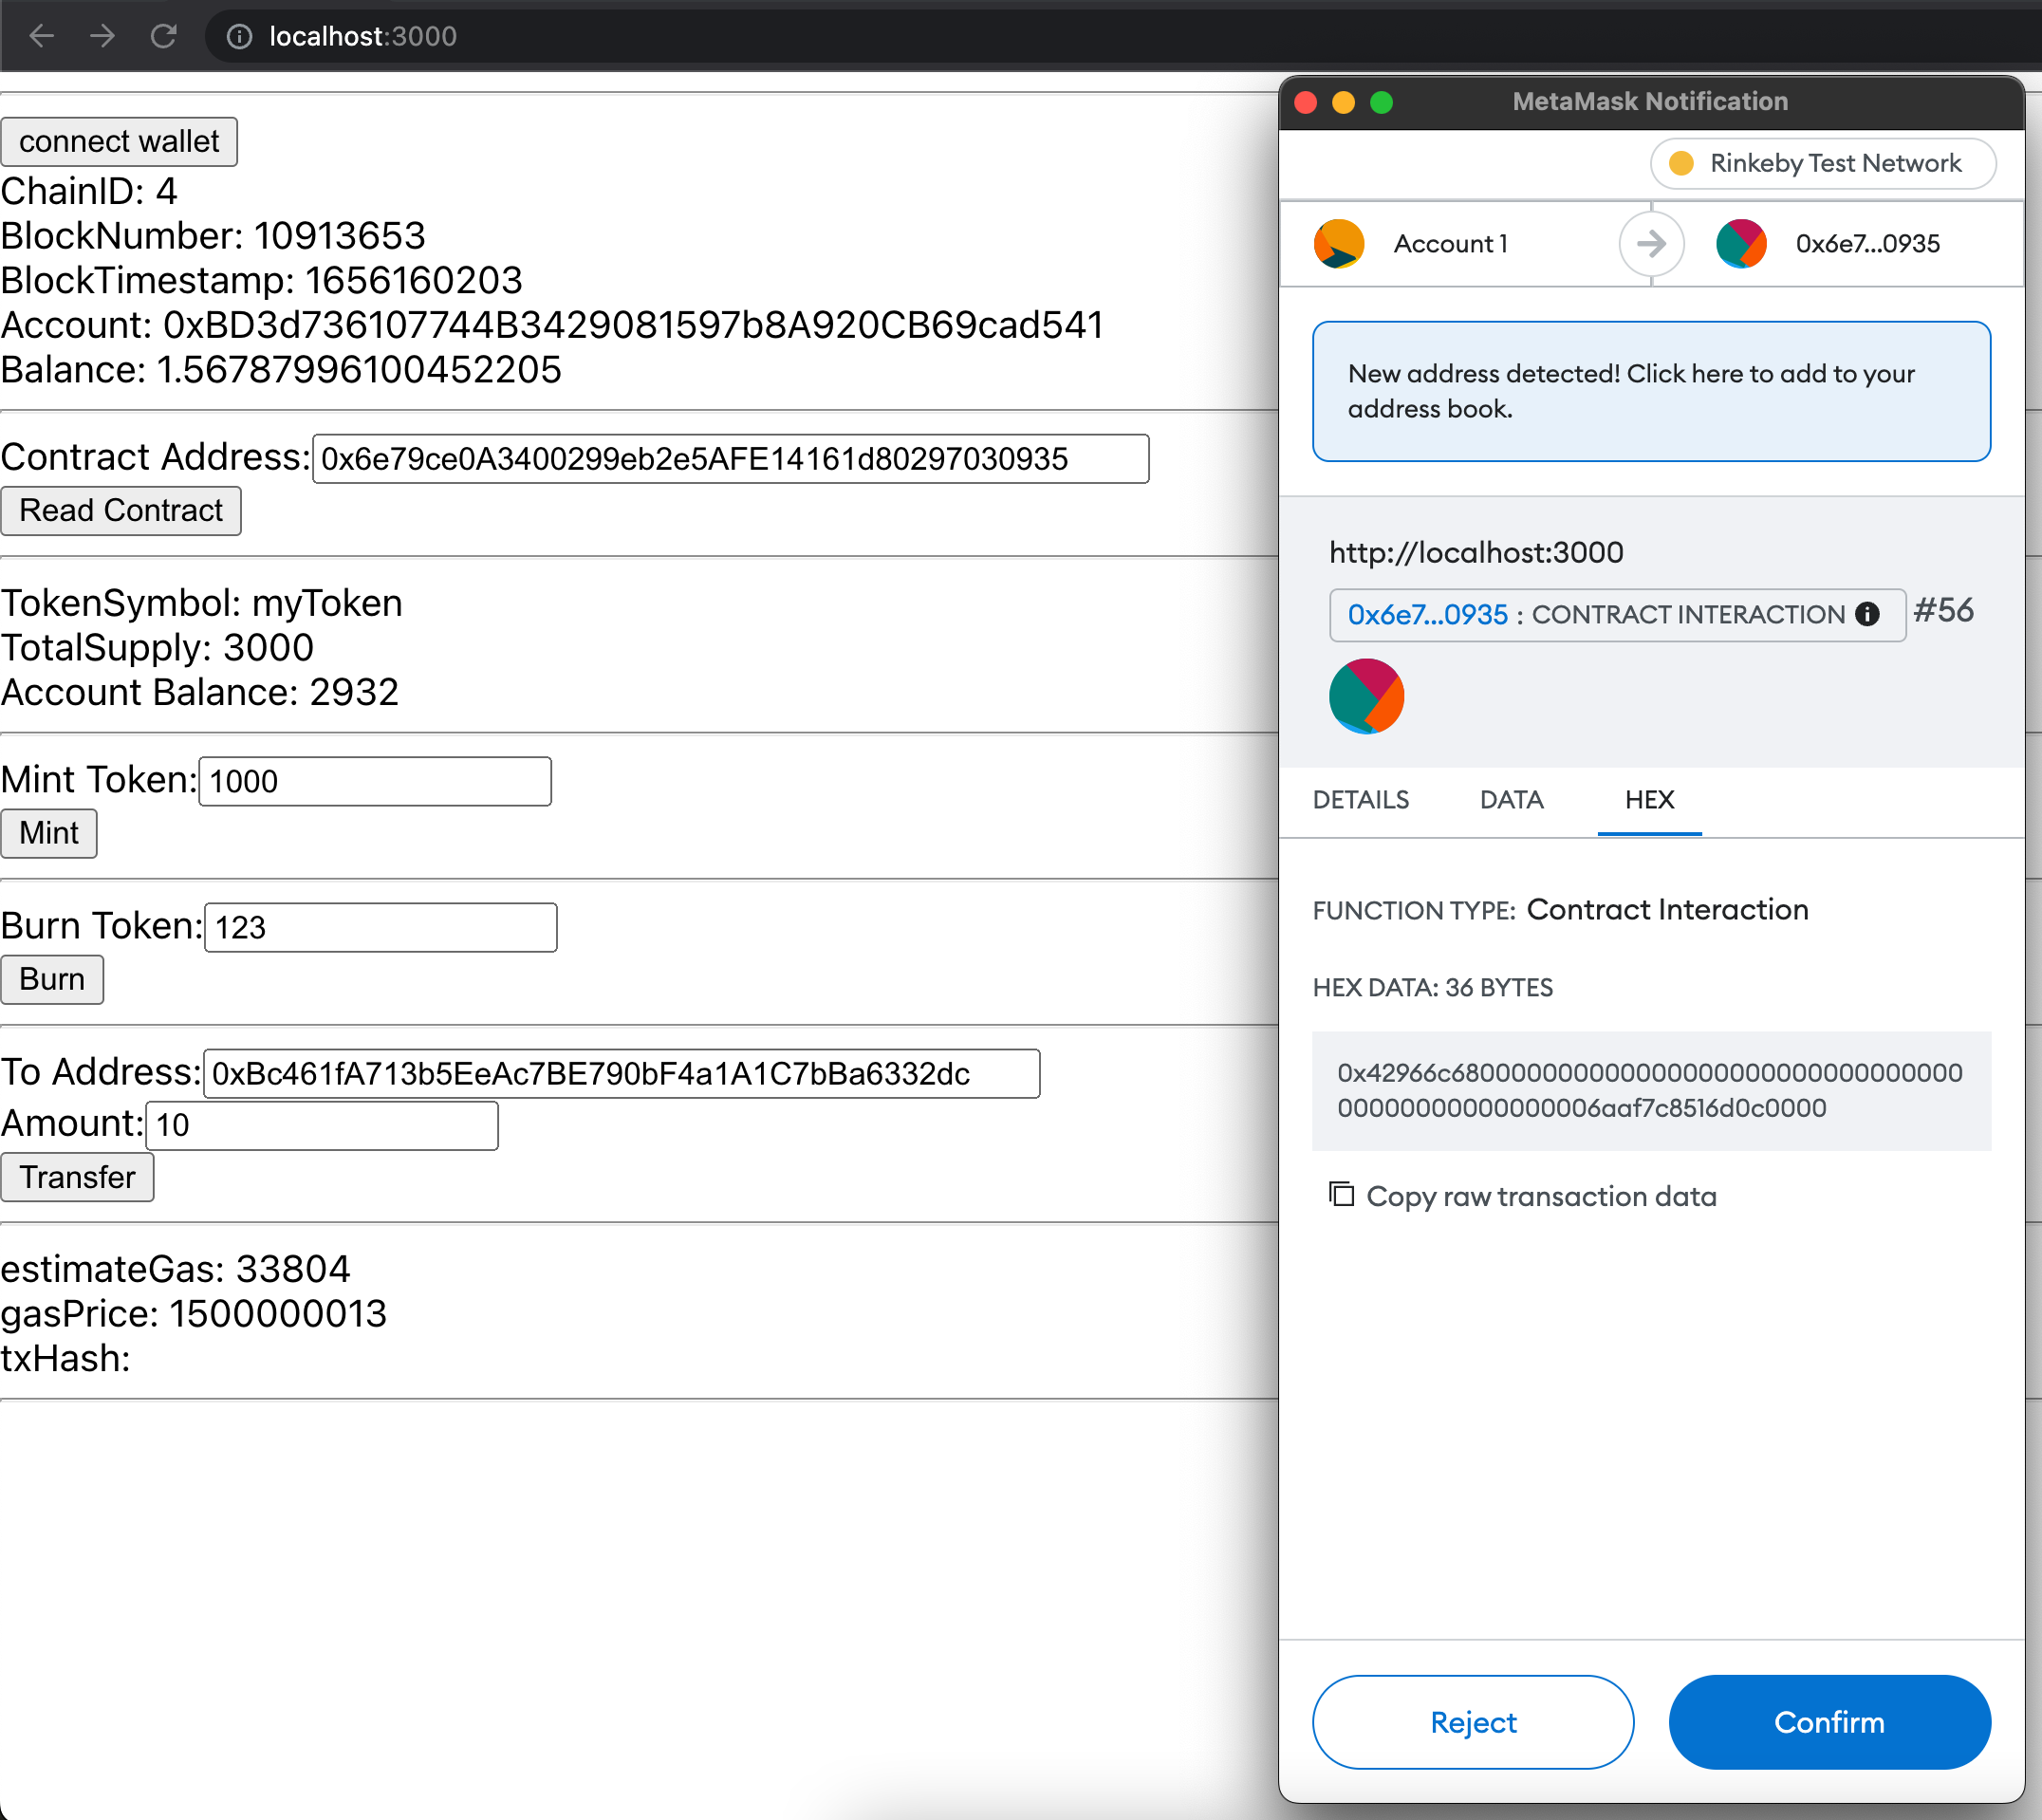 localhost:3000
connect wallet
ChainID: 4
BlockNumber: 10913653
BlockTimestamp: 1656160203
Account: 0xBD3d736107744B3429081597b8A920CB69cad541
Balance: 1.56787996100452205
Contract Address: 0x6e79ce0A3400299eb2e5AFE14161d80297030935
Read Contract
TokenSymbol: myToken
TotalSupply: 3000
Account Balance: 2932
Mint Token: 1000
Mint
Burn Token: 123
Burn
To Address: 0xBc461fA713b5EeAc7BE790bF4a1A1C7bBa6332dc
Amount: 10
Transfer
estimateGas: 33804
gasPrice: 1500000013
txHash:
MetaMask Notification
Rinkeby Test Network
Account 1
0x6e7...0935
New address detected! Click here to add to your
address book.
http://localhost:3000
0x6e7...0935 : CONTRACT INTERACTION #56
DETAILS DATA HEX
FUNCTION TYPE: Contract Interaction
HEX DATA: 36 BYTES
0x42966c680000000000000000000000000000000
00000000000000006aaf7c8516d0c0000
Copy raw transaction data
Reject
Confirm